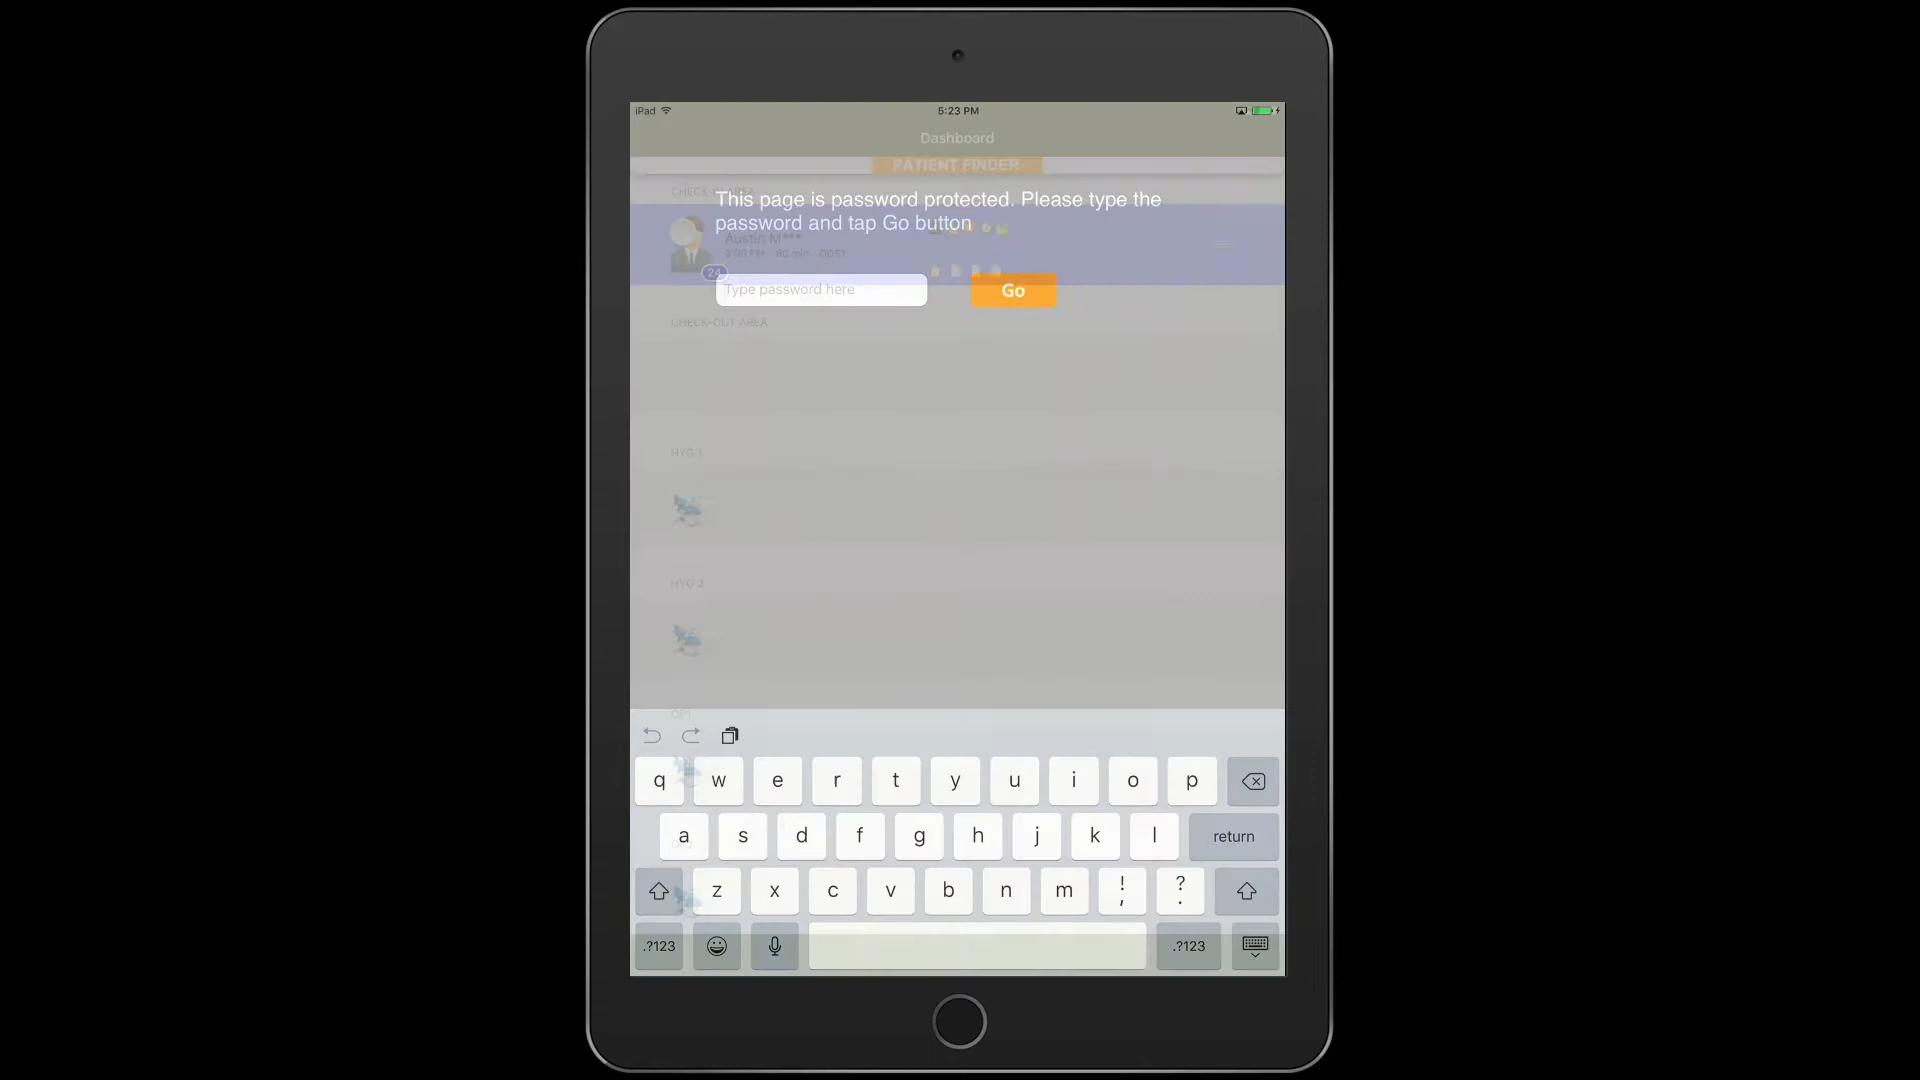 iPad 5:23 PM
Dashboard
PATIENT FINDER
CHECK-IN AREA
This page is password protected. Please type the
password and tap Go button
Austin M***
5:00 PM - 60 min - OOS1
24
Type password here Go
CHECK-OUT AREA
HYG 1
HYG 2
OP1
q w e r t y u i o p
a s d f g h j k l return
z x c v b n m ! , ? .
.?123 .?123